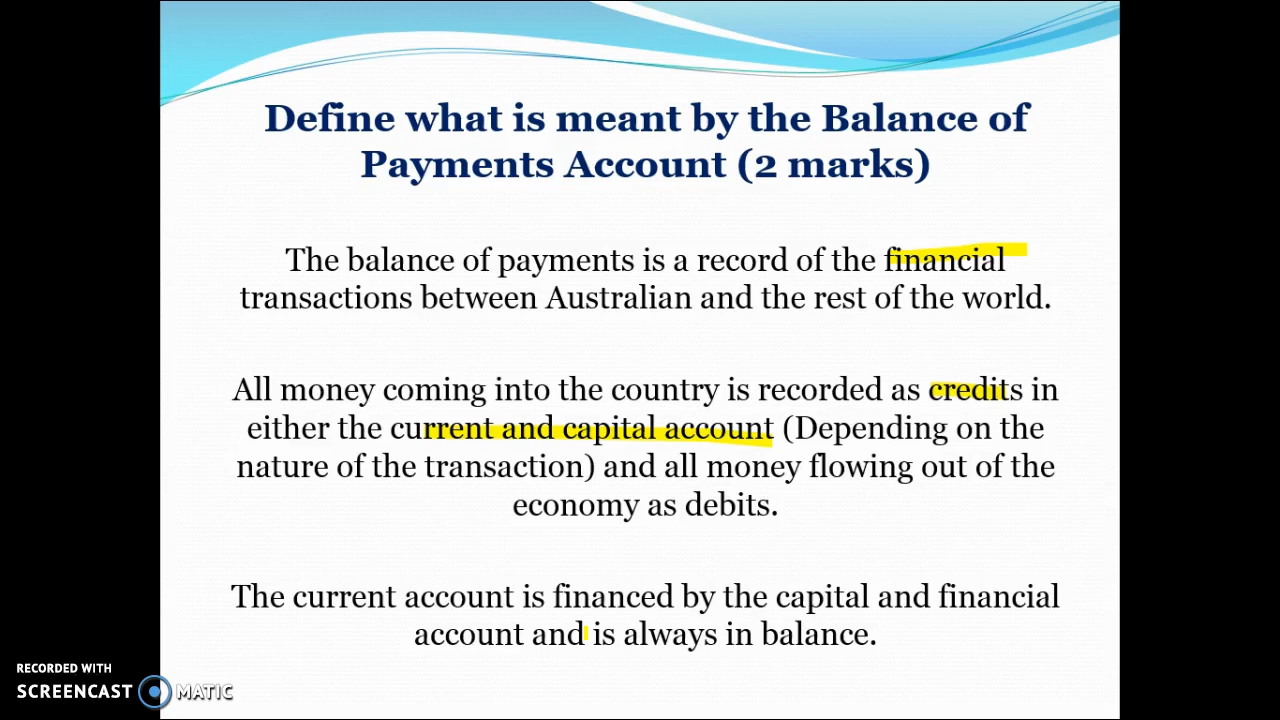 Define what is meant by the Balance of
Payments Account (2 marks)
The balance of payments is a record of the financial
transactions between Australian and the rest of the world.
All money coming into the country is recorded as credits in
either the current and capital account (Depending on the
nature of the transaction) and all money flowing out of the
economy as debits.
The current account is financed by the capital and financial
account and is always in balance.
RECORDED WITH
SCREENCAST MATIC